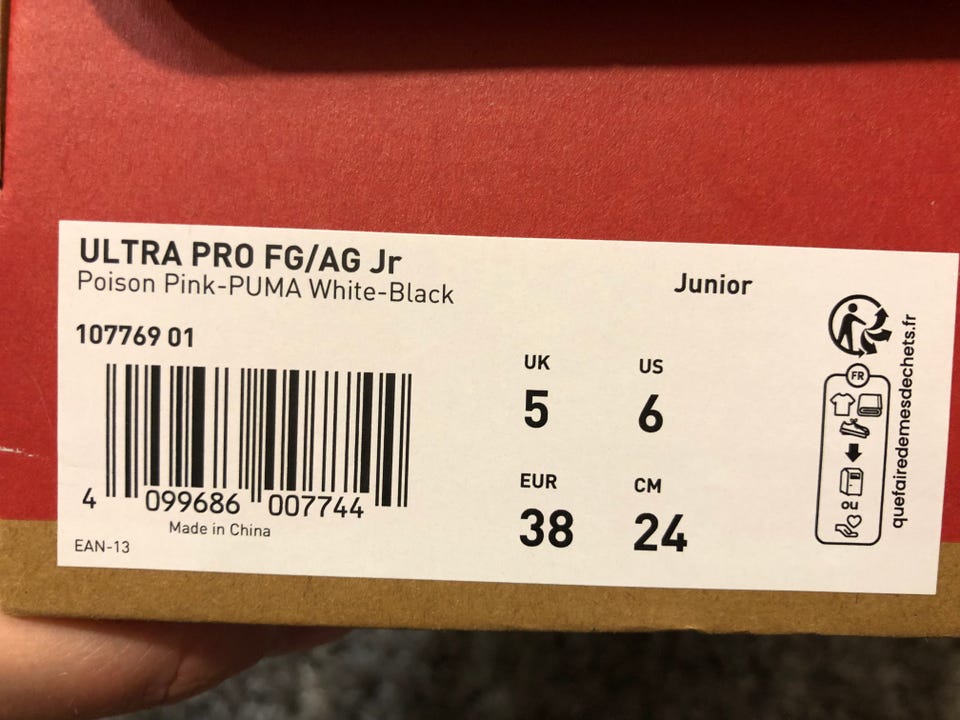 ULTRA PRO FG/AG Jr
Poison Pink-PUMA White-Black
Junior
107769 01
UK
5
US
6
EUR
38
CM
24
4 099686 007744
Made in China
EAN-13
FR
ou
quefairedemesdechets.fr